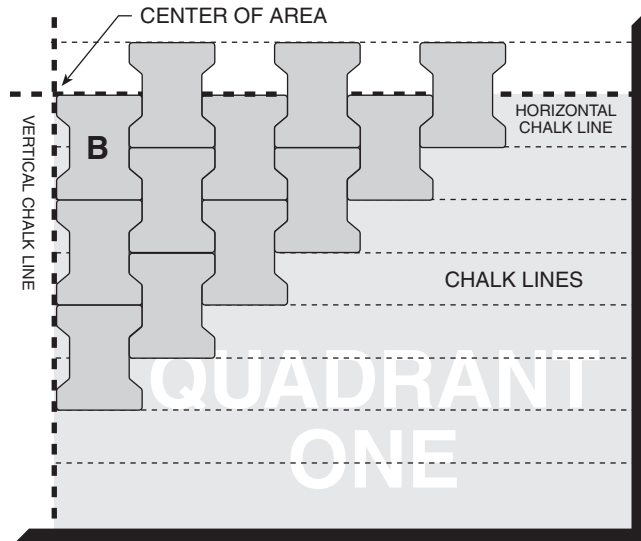 CENTER OF AREA
HORIZONTAL
CHALK LINE
VERTICAL CHALK LINE
B
CHALK LINES
QUADRANT
ONE